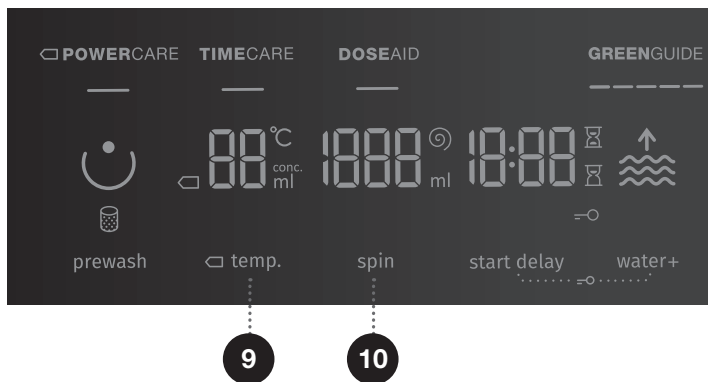 POWERCARE TIMECARE DOSEAID GREENGUIDE
88 °C 1888 18:88
conc.
ml ml
prewash temp. spin start delay water+
9 10